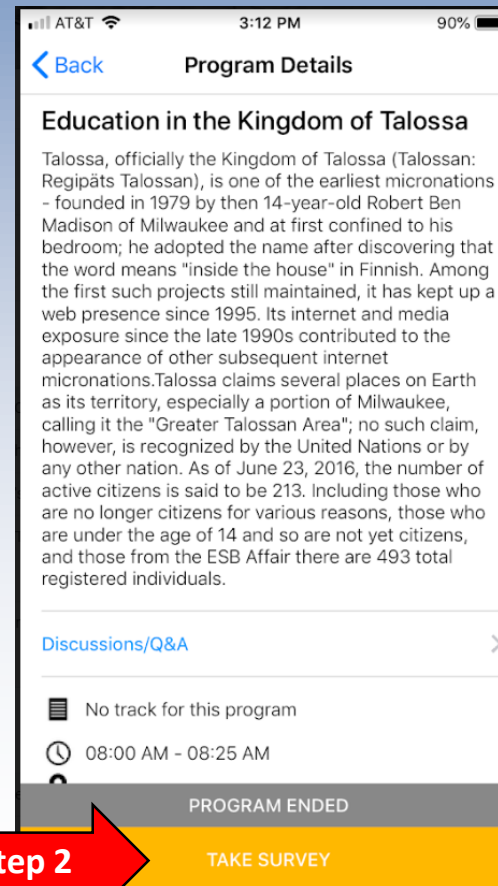 AT&T 3:12 PM 90%
Back Program Details
Education in the Kingdom of Talossa
Talossa, officially the Kingdom of Talossa (Talossan:
Regipäts Talossan), is one of the earliest micronations
- founded in 1979 by then 14-year-old Robert Ben
Madison of Milwaukee and at first confined to his
bedroom; he adopted the name after discovering that
the word means "inside the house" in Finnish. Among
the first such projects still maintained, it has kept up a
web presence since 1995. Its internet and media
exposure since the late 1990s contributed to the
appearance of other subsequent internet
micronations.Talossa claims several places on Earth
as its territory, especially a portion of Milwaukee,
calling it the "Greater Talossan Area"; no such claim,
however, is recognized by the United Nations or by
any other nation. As of June 23, 2016, the number of
active citizens is said to be 213. Including those who
are no longer citizens for various reasons, those who
are under the age of 14 and so are not yet citizens,
and those from the ESB Affair there are 493 total
registered individuals.
Discussions/Q&A
No track for this program
08:00 AM - 08:25 AM
PROGRAM ENDED
tep 2 TAKE SURVEY